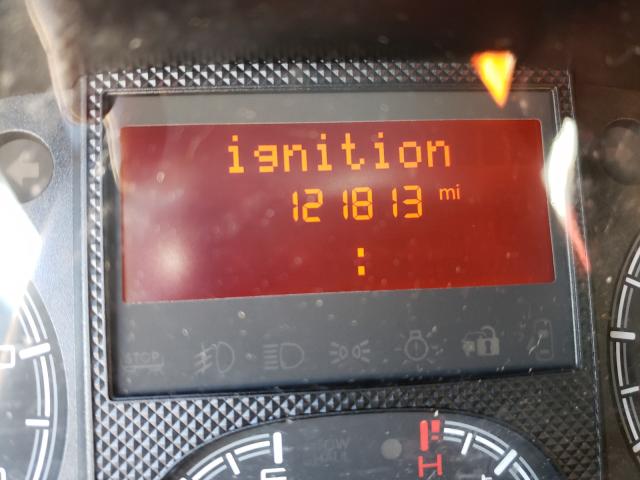 ignition
121813 mi
:
STOP
E H